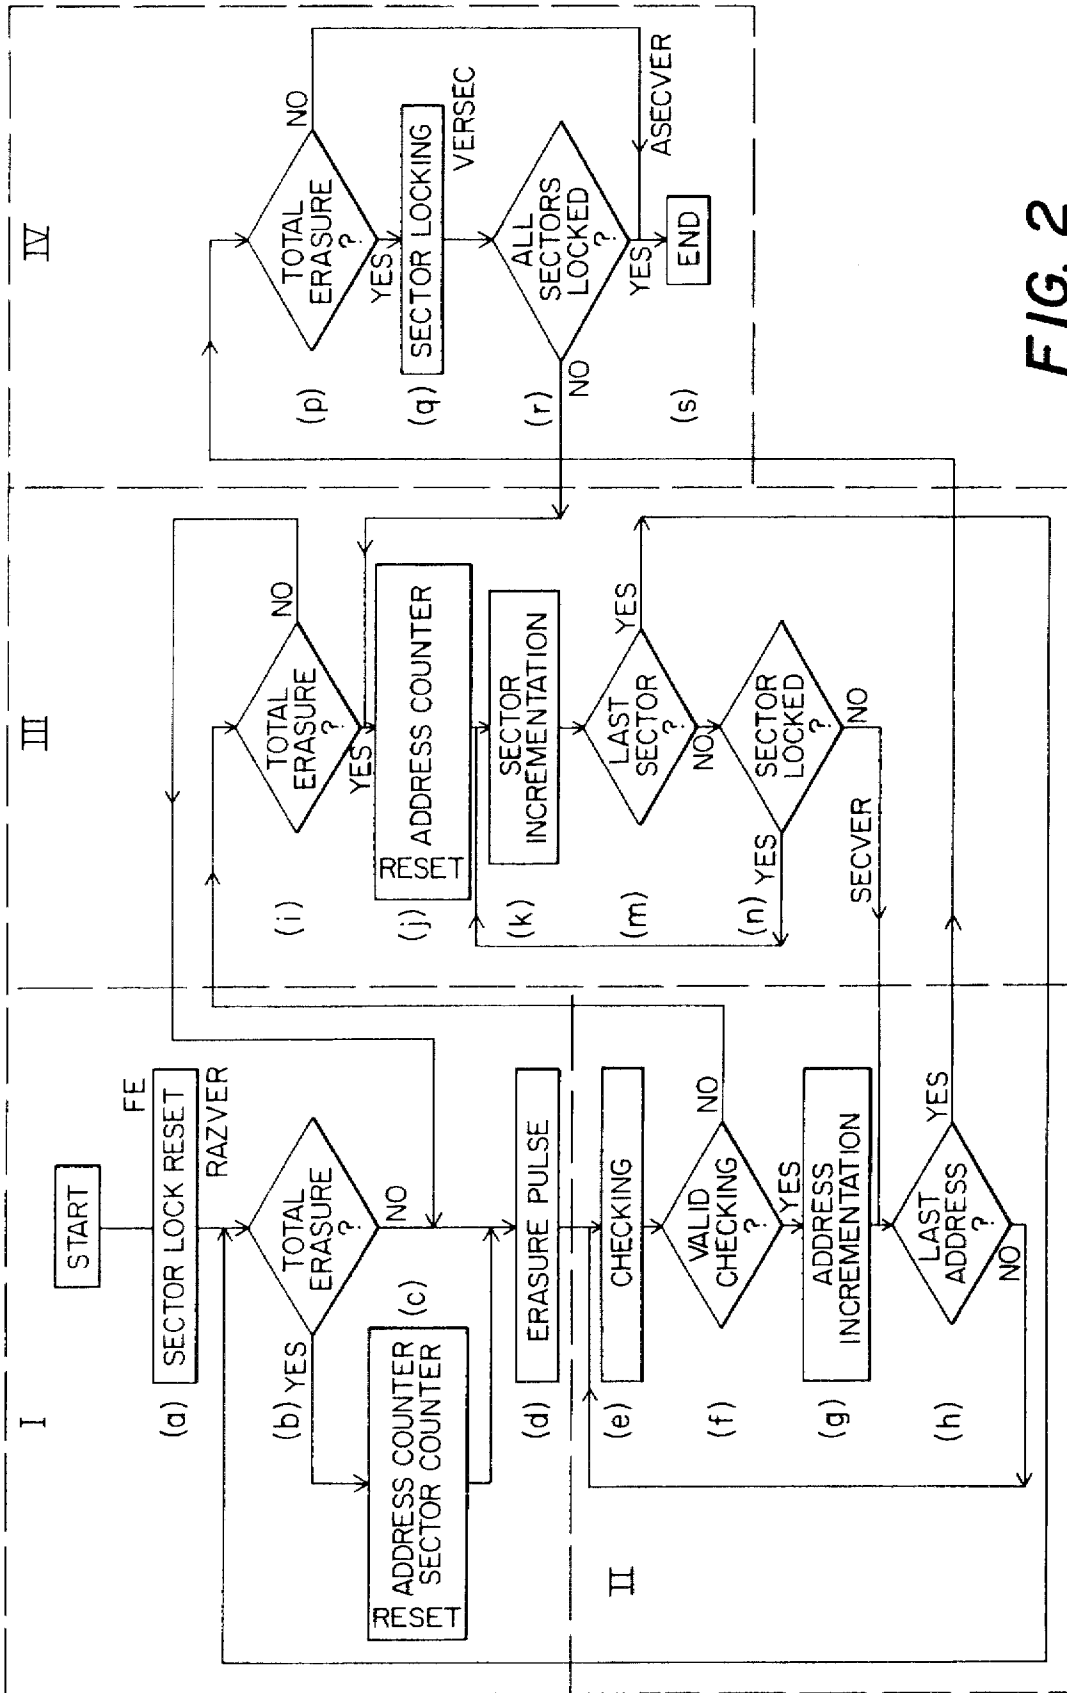 I
START
FE
(a)
SECTOR LOCK RESET
RAZVER
(b)
TOTAL
ERASURE
?
YES
NO
(c)
ADDRESS COUNTER
SECTOR COUNTER
RESET
(d)
ERASURE PULSE
II
(e)
CHECKING
(f)
VALID
CHECKING
?
NO
YES
(g)
ADDRESS
INCREMENTATION
(h)
LAST
ADDRESS
?
YES
NO
III
(i)
TOTAL
ERASURE
?
NO
YES
(j)
ADDRESS COUNTER
RESET
(k)
SECTOR
INCREMENTATION
(m)
LAST
SECTOR
?
YES
NO
(n)
SECTOR
LOCKED
?
YES
NO
SECVER
IV
(p)
TOTAL
ERASURE
?
NO
YES
(q)
SECTOR LOCKING
VERSEC
(r)
ALL
SECTORS
LOCKED
?
NO
YES
ASECVER
(s)
END
FIG. 2